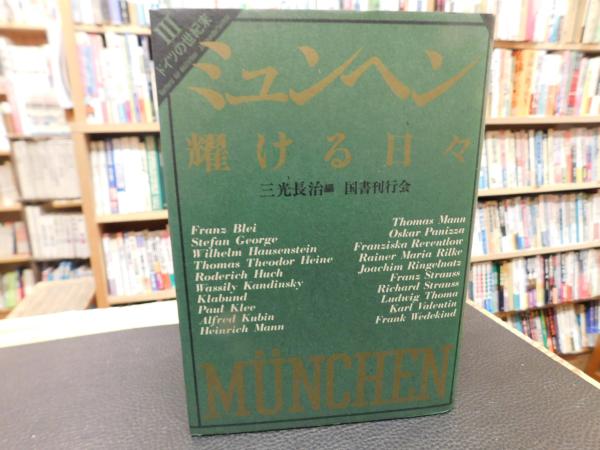 III
ドイツの世紀末
ミュンヘン
耀ける日々
三光長治編 国書刊行会
Franz Blei
Stefan George
Wilhelm Hausenstein
Thomas Theodor Heine
Roderich Huch
Wassily Kandinsky
Klabund
Paul Klee
Alfred Kubin
Heinrich Mann
Thomas Mann
Oskar Panizza
Franziska Reventlow
Rainer Maria Rilke
Joachim Ringelnatz
Franz Strauss
Richard Strauss
Ludwig Thoma
Karl Valentin
Frank Wedekind
MÜNCHEN